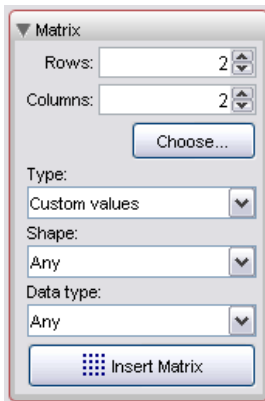 Matrix
Rows: 2
Columns: 2
Choose...
Type:
Custom values
Shape:
Any
Data type:
Any
Insert Matrix